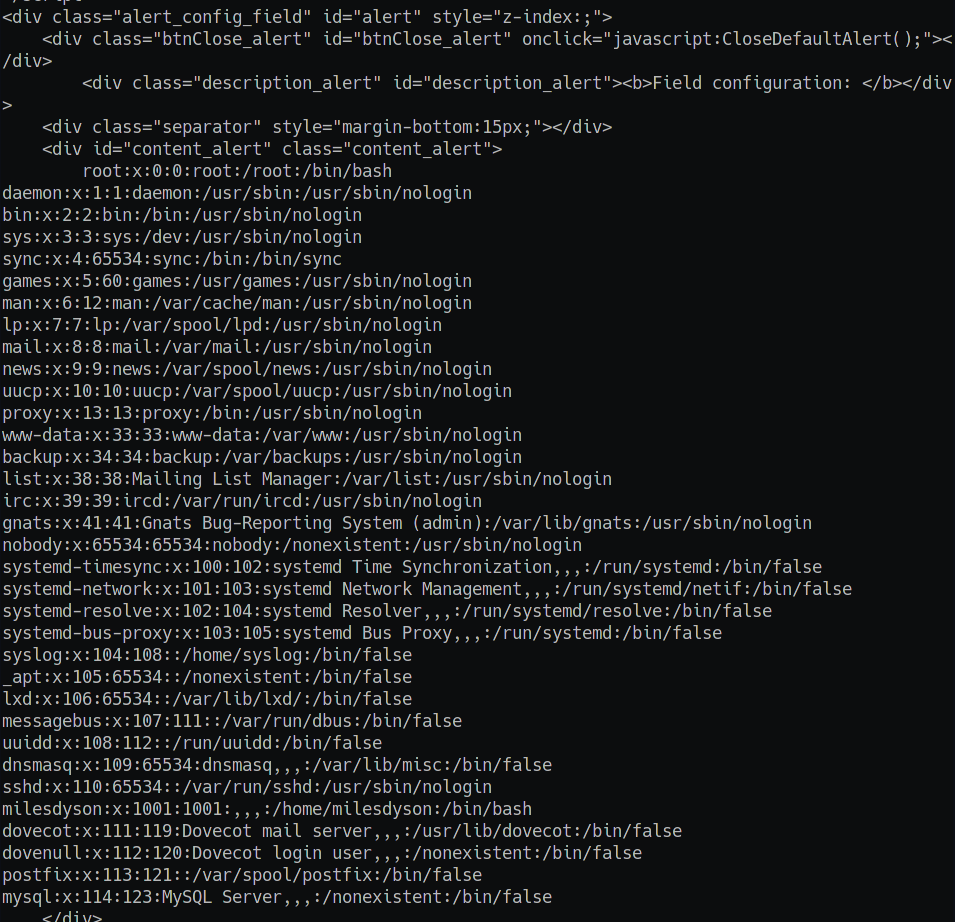 <div class="alert_config_field" id="alert" style="z-index:;">
    <div class="btnClose_alert" id="btnClose_alert" onclick="javascript:CloseDefaultAlert();"><
/div>
        <div class="description_alert" id="description_alert"><b>Field configuration: </b></div
>
    <div class="separator" style="margin-bottom:15px;"></div>
    <div id="content_alert" class="content_alert">
        root:x:0:0:root:/root:/bin/bash
daemon:x:1:1:daemon:/usr/sbin:/usr/sbin/nologin
bin:x:2:2:bin:/bin:/usr/sbin/nologin
sys:x:3:3:sys:/dev:/usr/sbin/nologin
sync:x:4:65534:sync:/bin:/bin/sync
games:x:5:60:games:/usr/games:/usr/sbin/nologin
man:x:6:12:man:/var/cache/man:/usr/sbin/nologin
lp:x:7:7:lp:/var/spool/lpd:/usr/sbin/nologin
mail:x:8:8:mail:/var/mail:/usr/sbin/nologin
news:x:9:9:news:/var/spool/news:/usr/sbin/nologin
uucp:x:10:10:uucp:/var/spool/uucp:/usr/sbin/nologin
proxy:x:13:13:proxy:/bin:/usr/sbin/nologin
www-data:x:33:33:www-data:/var/www:/usr/sbin/nologin
backup:x:34:34:backup:/var/backups:/usr/sbin/nologin
list:x:38:38:Mailing List Manager:/var/list:/usr/sbin/nologin
irc:x:39:39:ircd:/var/run/ircd:/usr/sbin/nologin
gnats:x:41:41:Gnats Bug-Reporting System (admin):/var/lib/gnats:/usr/sbin/nologin
nobody:x:65534:65534:nobody:/nonexistent:/usr/sbin/nologin
systemd-timesync:x:100:102:systemd Time Synchronization,,,:/run/systemd:/bin/false
systemd-network:x:101:103:systemd Network Management,,,:/run/systemd/netif:/bin/false
systemd-resolve:x:102:104:systemd Resolver,,,:/run/systemd/resolve:/bin/false
systemd-bus-proxy:x:103:105:systemd Bus Proxy,,,:/run/systemd:/bin/false
syslog:x:104:108::/home/syslog:/bin/false
_apt:x:105:65534::/nonexistent:/bin/false
lxd:x:106:65534::/var/lib/lxd/:/bin/false
messagebus:x:107:111::/var/run/dbus:/bin/false
uuidd:x:108:112::/run/uuidd:/bin/false
dnsmasq:x:109:65534:dnsmasq,,,:/var/lib/misc:/bin/false
sshd:x:110:65534::/var/run/sshd:/usr/sbin/nologin
milesdyson:x:1001:1001:,,,:/home/milesdyson:/bin/bash
dovecot:x:111:119:Dovecot mail server,,,:/usr/lib/dovecot:/bin/false
dovenull:x:112:120:Dovecot login user,,,:/nonexistent:/bin/false
postfix:x:113:121::/var/spool/postfix:/bin/false
mysql:x:114:123:MySQL Server,,,:/nonexistent:/bin/false
    </div>